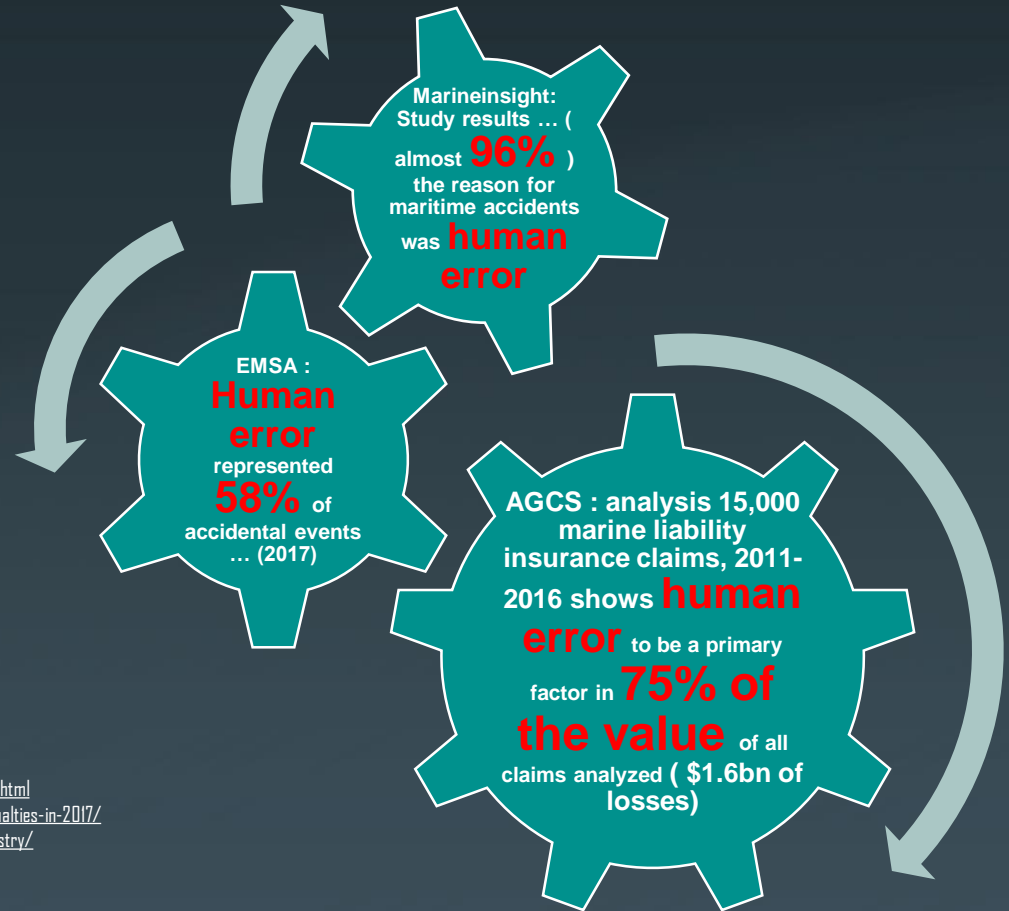 Marineinsight:
Study results … (
almost 96% )
the reason for
maritime accidents
was human
error
EMSA :
Human
error
represented
58% of
accidental events
… (2017)
AGCS : analysis 15,000
marine liability
insurance claims, 2011-
2016 shows human
error to be a primary
factor in 75% of
the value of all
claims analyzed ( $1.6bn of
losses)
html
alties-in-2017/
stry/